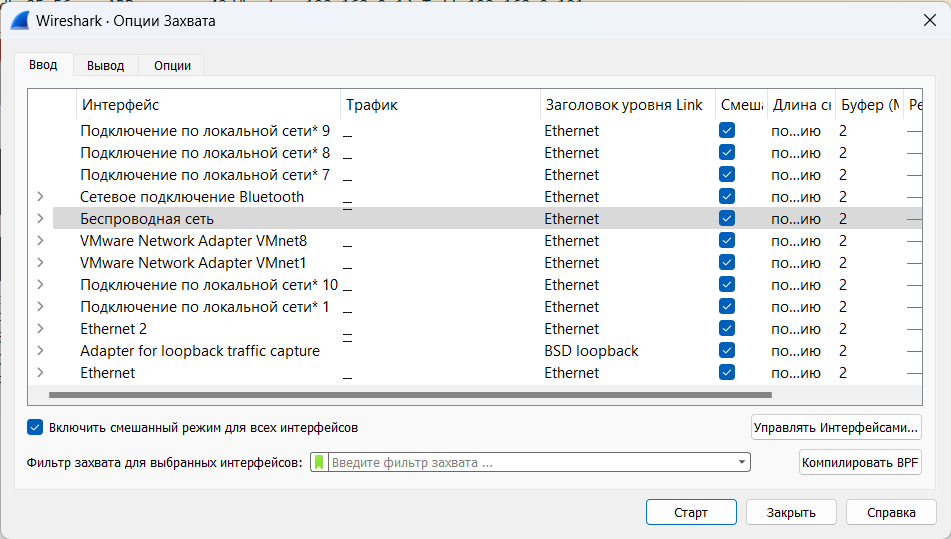 Wireshark · Опции Захвата
Ввод Вывод Опции
Интерфейс Трафик Заголовок уровня Link Смеша Длина сн Буфер (М Ре
Подключение по локальной сети* 9 Ethernet по...ию 2 —
Подключение по локальной сети* 8 Ethernet по...ию 2 —
Подключение по локальной сети* 7 Ethernet по...ию 2 —
Сетевое подключение Bluetooth Ethernet по...ию 2 —
Беспроводная сеть Ethernet по...ию 2 —
VMware Network Adapter VMnet8 Ethernet по...ию 2 —
VMware Network Adapter VMnet1 Ethernet по...ию 2 —
Подключение по локальной сети* 10 Ethernet по...ию 2 —
Подключение по локальной сети* 1 Ethernet по...ию 2 —
Ethernet 2 Ethernet по...ию 2 —
Adapter for loopback traffic capture BSD loopback по...ию 2 —
Ethernet Ethernet по...ию 2 —
Включить смешанный режим для всех интерфейсов Управлять Интерфейсами...
Фильтр захвата для выбранных интерфейсов: Введите фильтр захвата ... Компилировать BPF
Старт Закрыть Справка